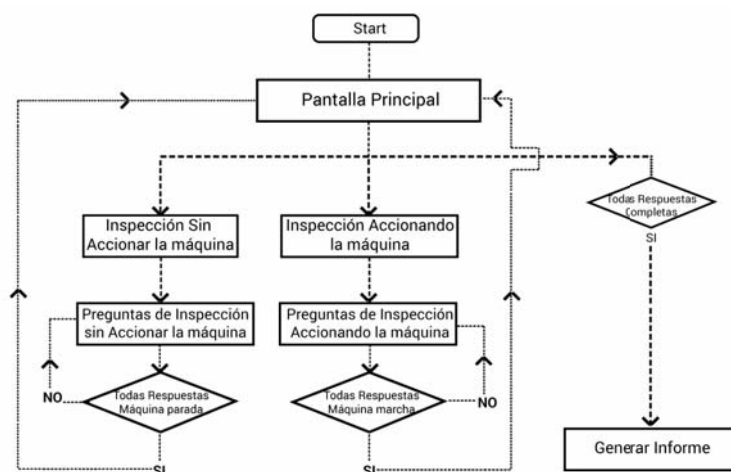 Start
Pantalla Principal
Inspección Sin
Accionar la máquina
Inspección Accionando
la máquina
Todas Respuestas
Completas
SI
Preguntas de Inspección
sin Accionar la máquina
Preguntas de Inspección
Accionando la máquina
NO
Todas Respuestas
Máquina parada
Todas Respuestas
Máquina marcha
NO
Generar Informe
SI
SI